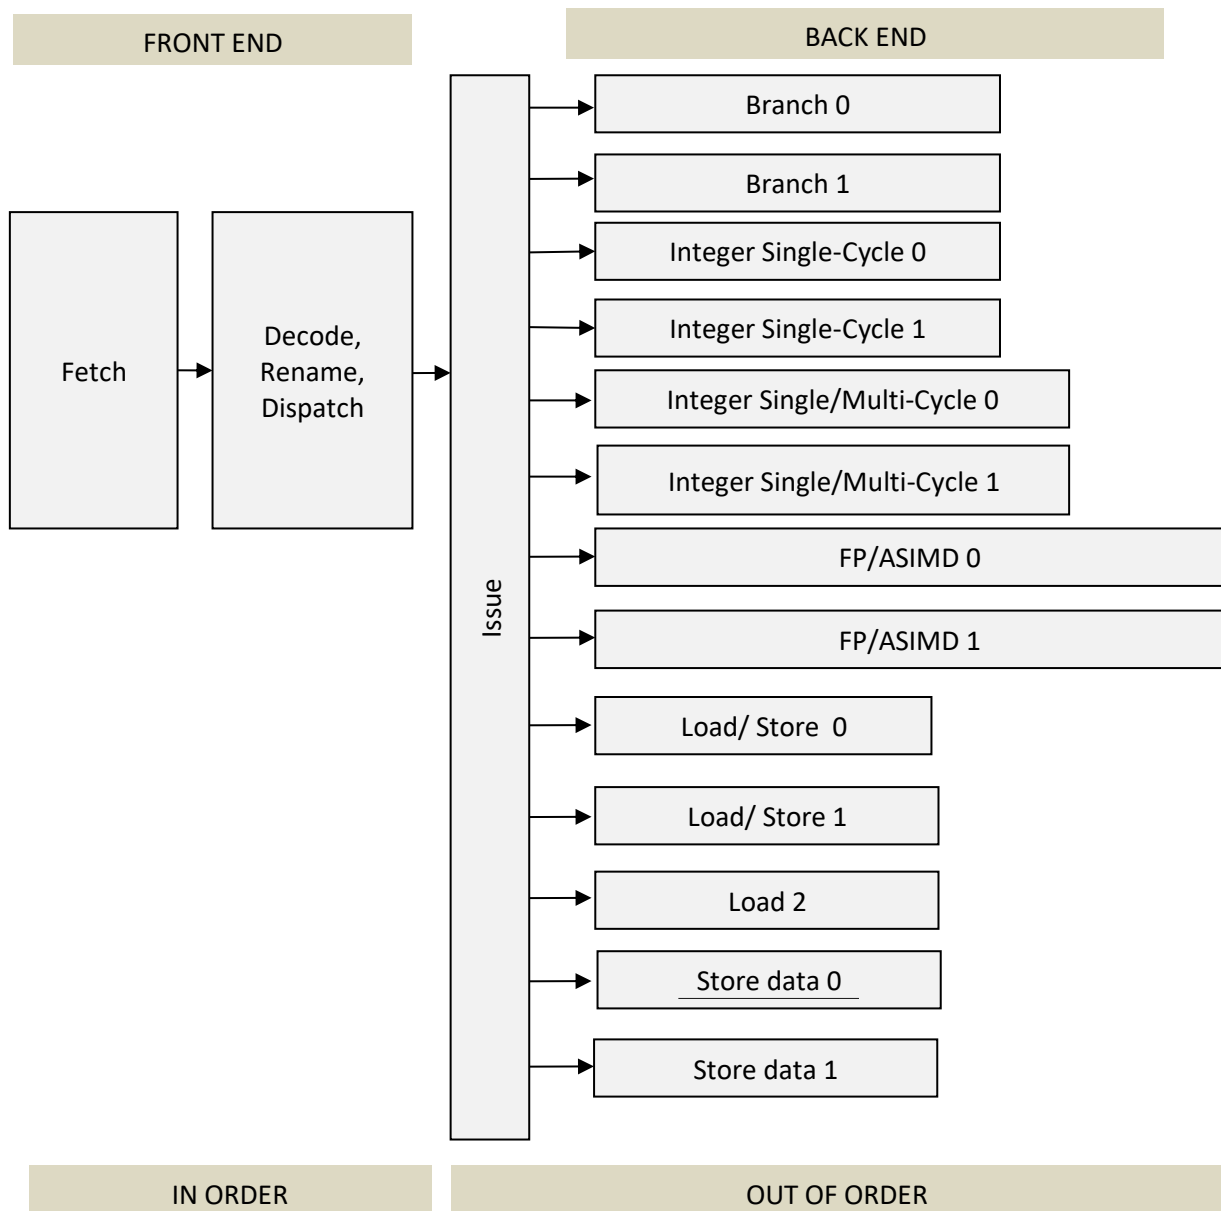 FRONT END
BACK END
Fetch
Decode,
Rename,
Dispatch
Issue
Branch 0
Branch 1
Integer Single-Cycle 0
Integer Single-Cycle 1
Integer Single/Multi-Cycle 0
Integer Single/Multi-Cycle 1
FP/ASIMD 0
FP/ASIMD 1
Load/ Store  0
Load/ Store 1
Load 2
Store data 0
Store data 1
IN ORDER
OUT OF ORDER